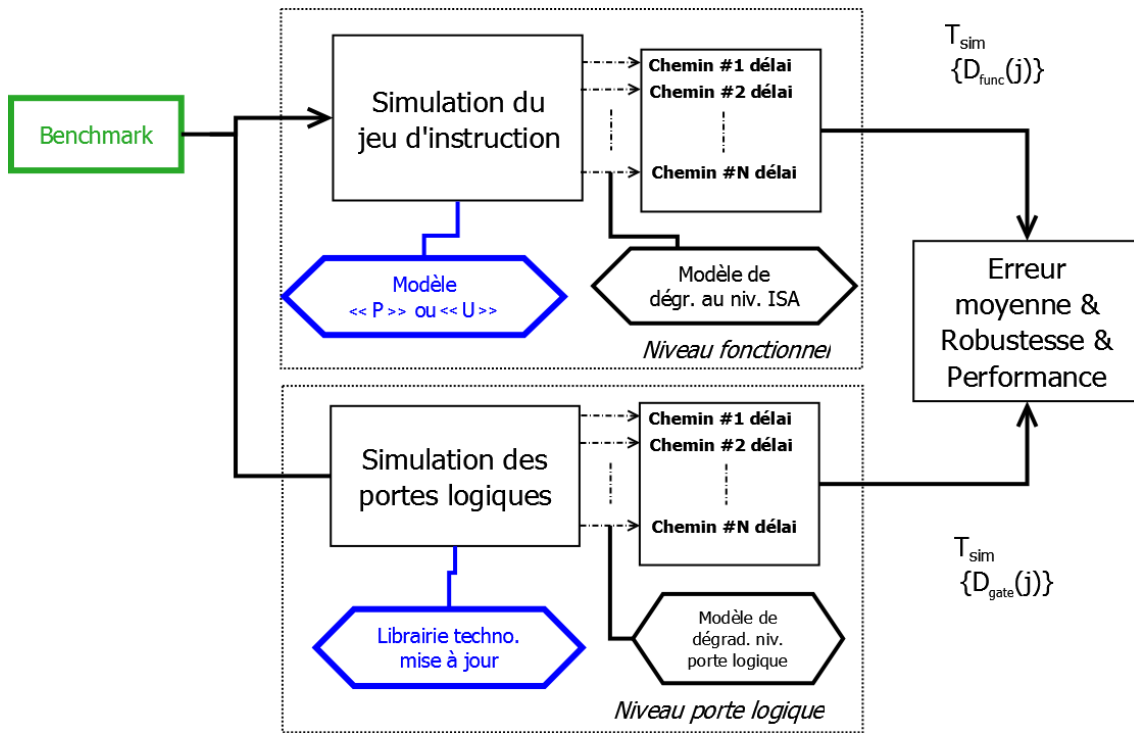 Benchmark
Simulation du
jeu d'instruction
Chemin #1 délai
Chemin #2 délai
Chemin #N délai
Modèle
<< P >> ou << U >>
Modèle de
dégr. au niv. ISA
Niveau fonctionnel
T_sim
{D_func(j)}
Erreur
moyenne &
Robustesse &
Performance
Simulation des
portes logiques
Chemin #1 délai
Chemin #2 délai
Chemin #N délai
Librairie techno.
mise à jour
Modèle de
dégrad. niv.
porte logique
Niveau porte logique
T_sim
{D_gate(j)}